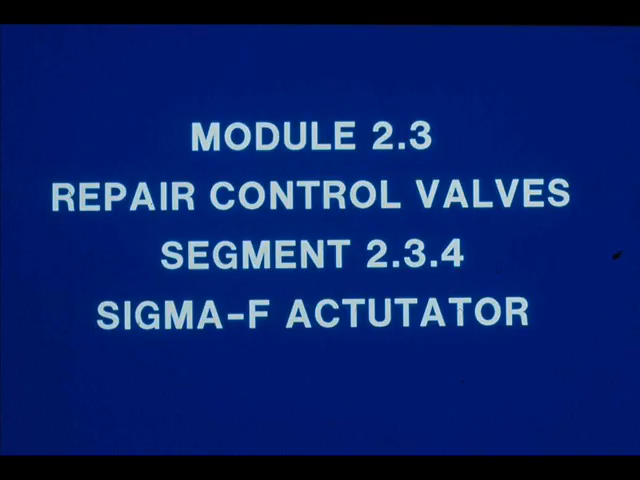 MODULE 2.3
REPAIR CONTROL VALVES
SEGMENT 2.3.4
SIGMA-F ACTUTATOR